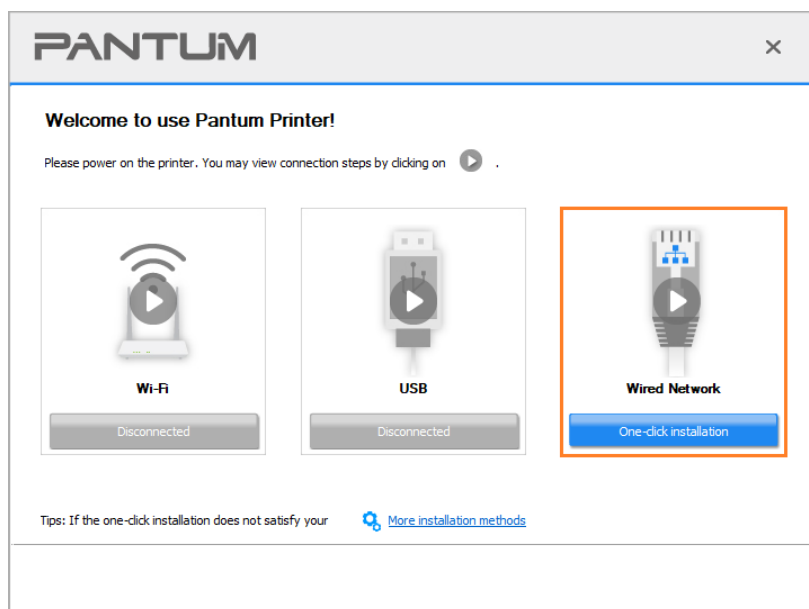 PANTUM
Welcome to use Pantum Printer!
Please power on the printer. You may view connection steps by clicking on .
Wi-Fi
USB
Wired Network
Disconnected
Disconnected
One-click installation
Tips: If the one-click installation does not satisfy your
More installation methods